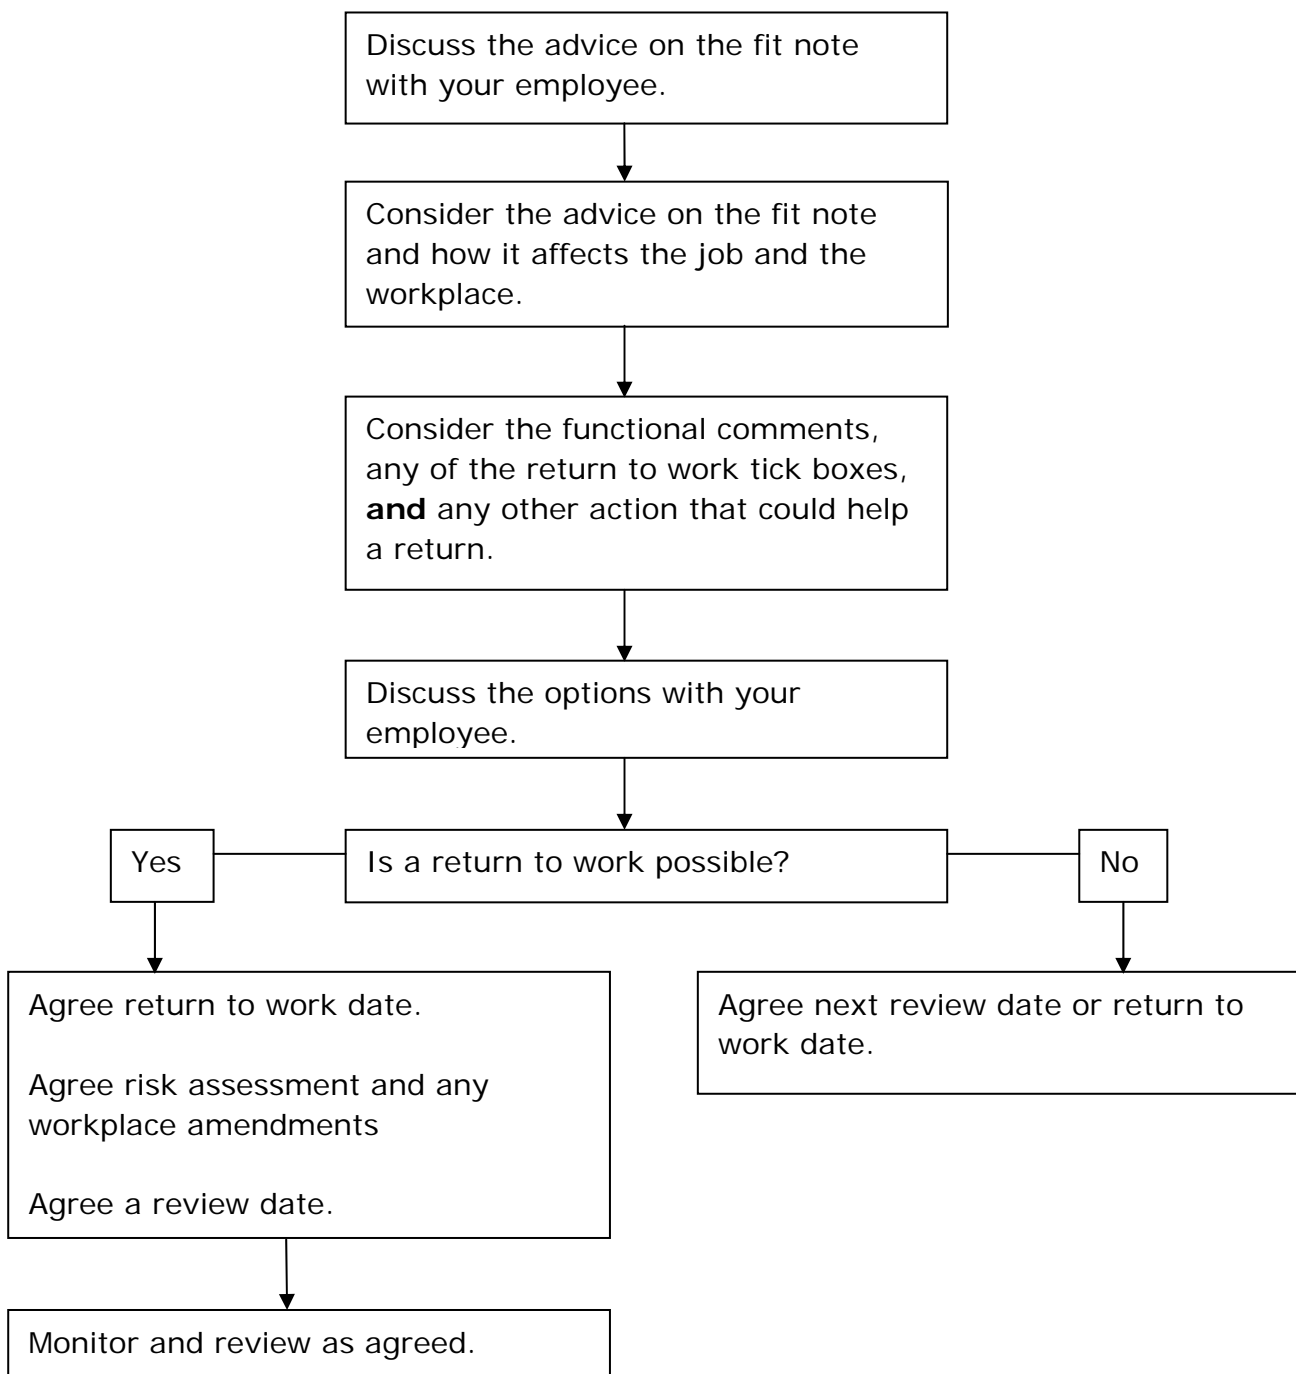 Discuss the advice on the fit note
with your employee.
Consider the advice on the fit note
and how it affects the job and the
workplace.
Consider the functional comments,
any of the return to work tick boxes,
and any other action that could help
a return.
Discuss the options with your
employee.
Yes
Is a return to work possible?
No
Agree return to work date.
Agree risk assessment and any
workplace amendments
Agree a review date.
Agree next review date or return to
work date.
Monitor and review as agreed.